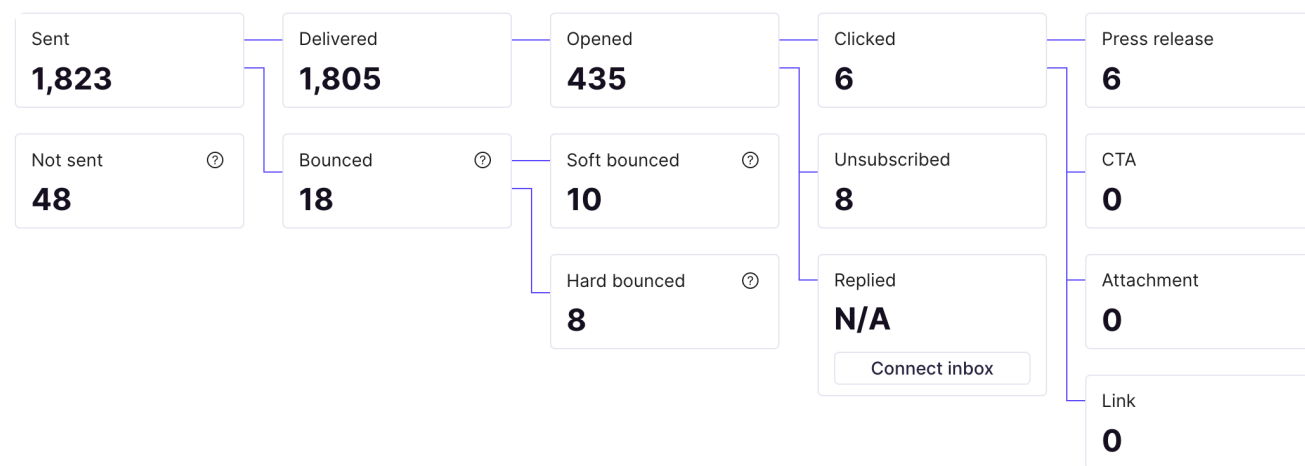 Sent
1,823
Delivered
1,805
Opened
435
Clicked
6
Press release
6
Not sent
48
Bounced
18
Soft bounced
10
Unsubscribed
8
CTA
0
Hard bounced
8
Replied
N/A
Connect inbox
Attachment
0
Link
0